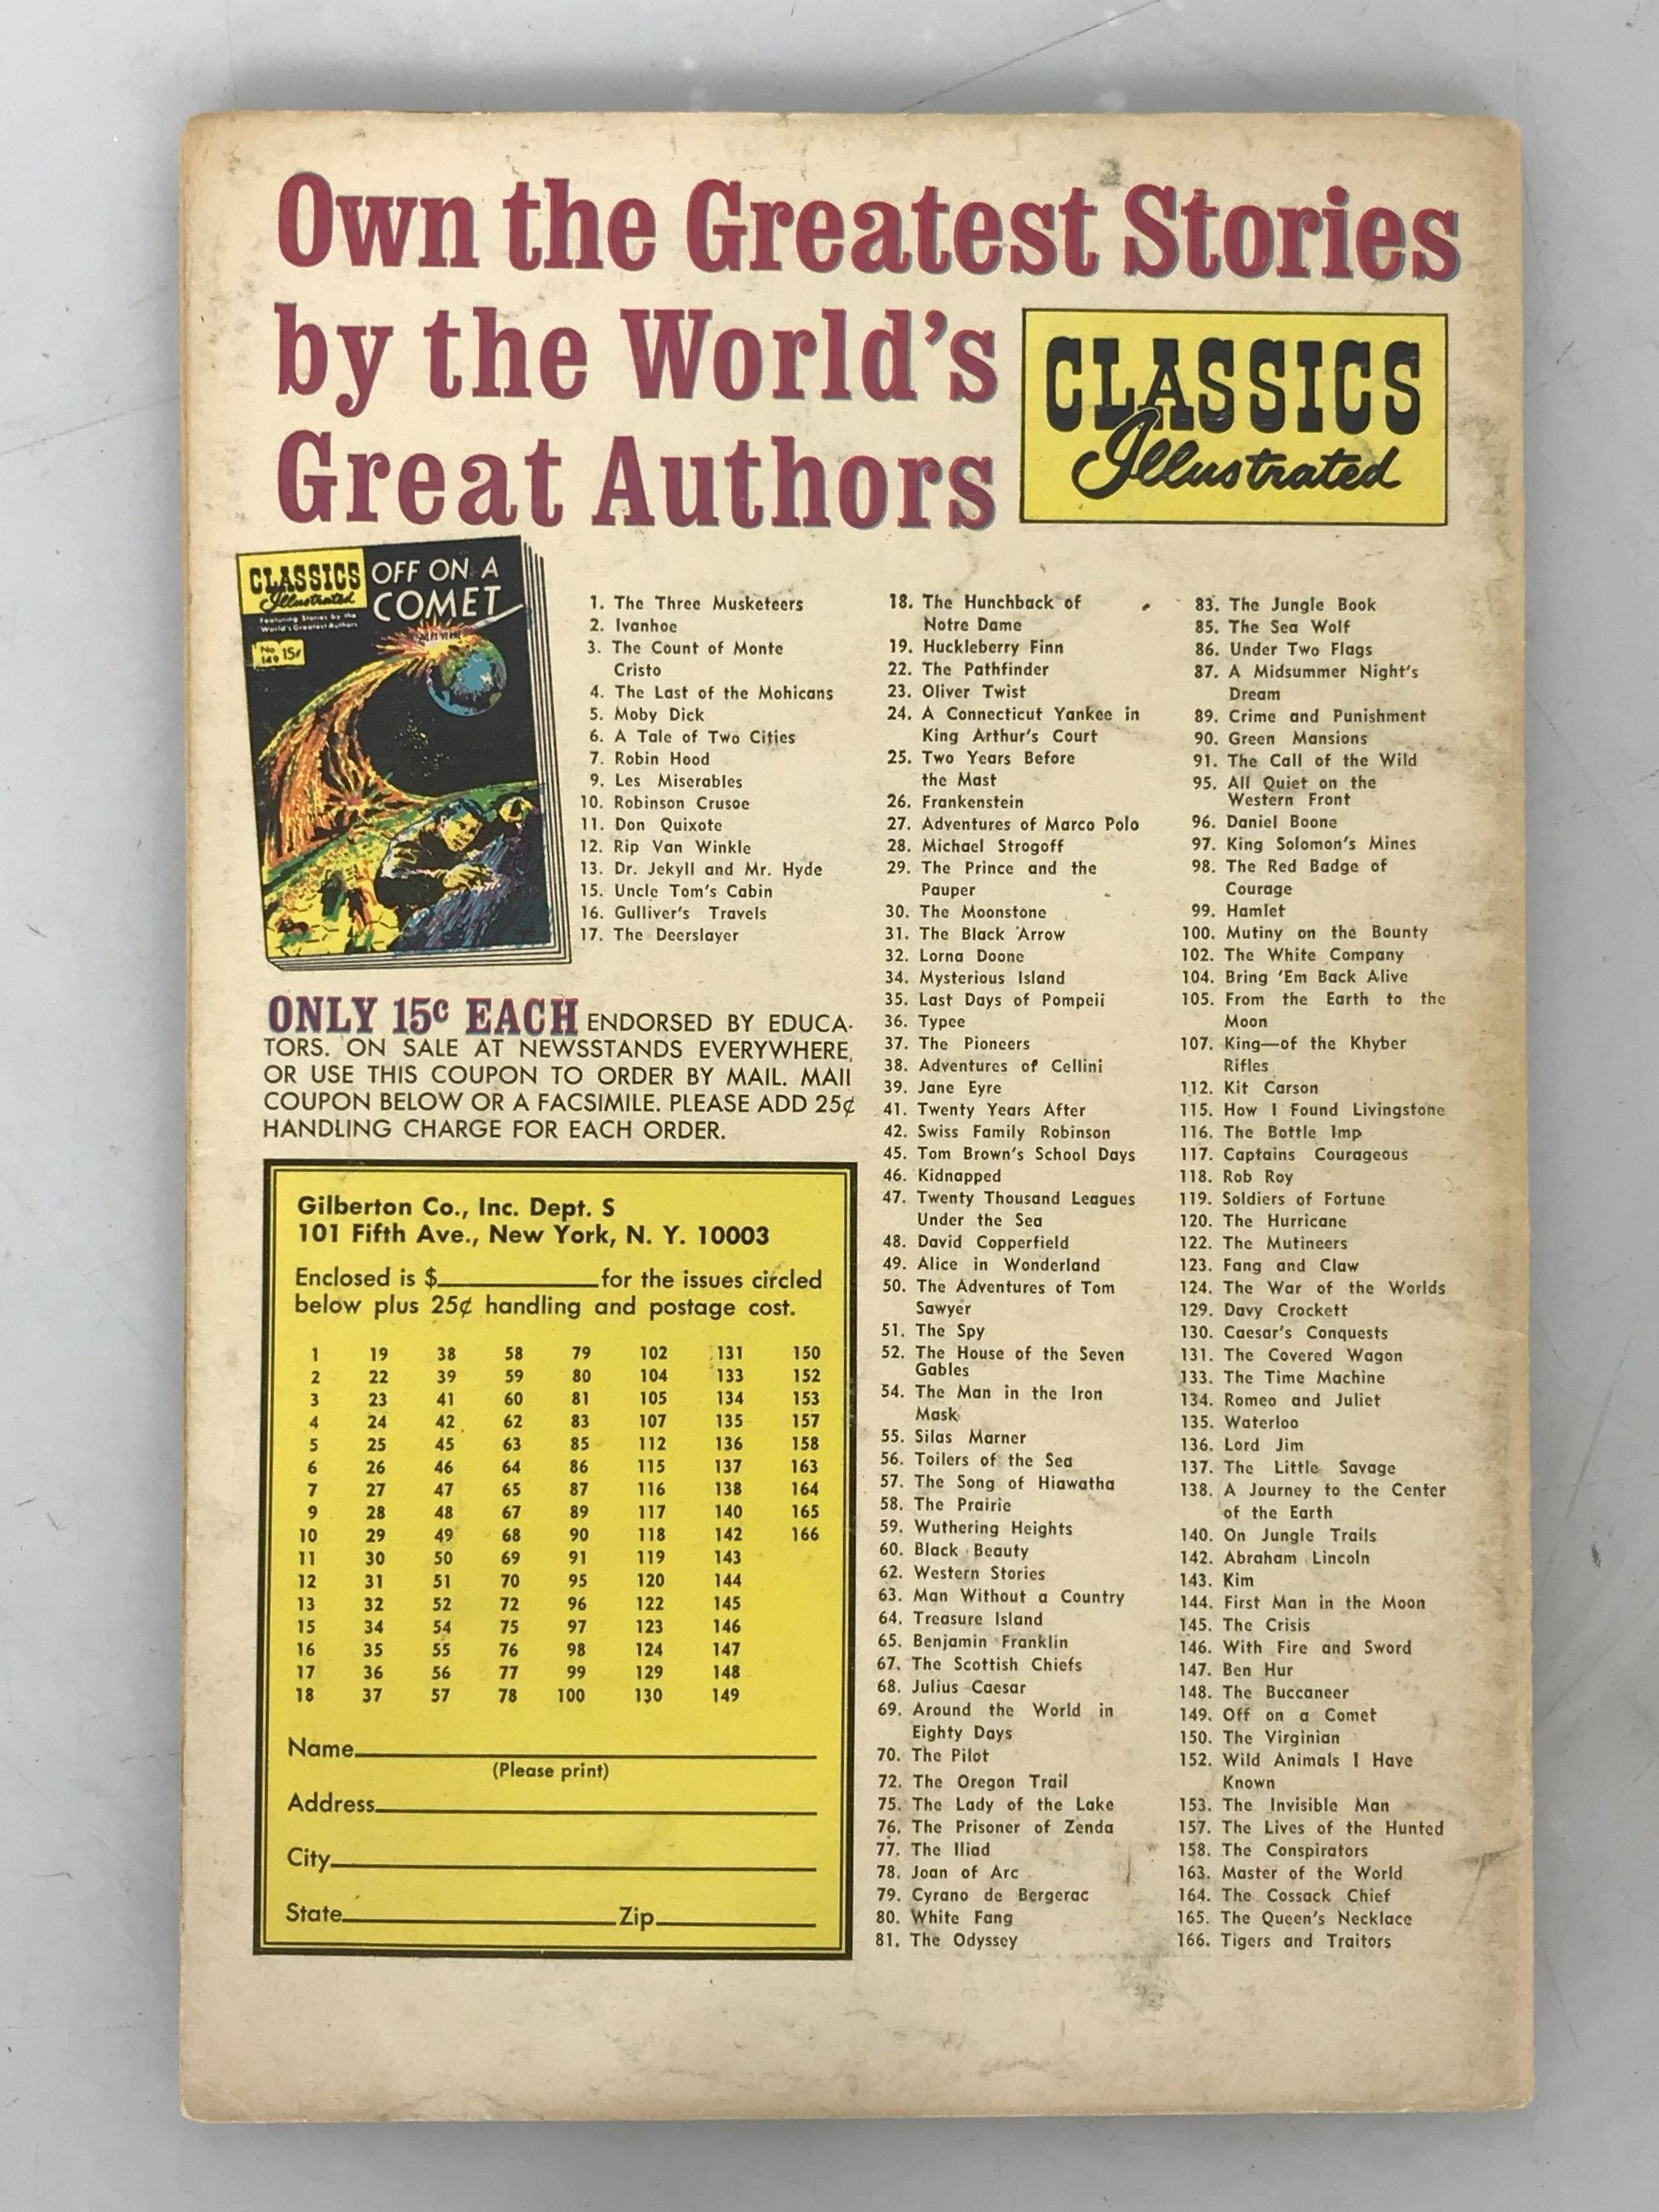 Own the Greatest Stories
by the World's
Great Authors
CLASSICS
Illustrated
CLASSICS
Illustrated
Featuring Stories by the
World's Greatest Authors
OFF ON A
COMET
No.
149
15¢
1. The Three Musketeers
2. Ivanhoe
3. The Count of Monte
Cristo
4. The Last of the Mohicans
5. Moby Dick
6. A Tale of Two Cities
7. Robin Hood
9. Les Miserables
10. Robinson Crusoe
11. Don Quixote
12. Rip Van Winkle
13. Dr. Jekyll and Mr. Hyde
15. Uncle Tom's Cabin
16. Gulliver's Travels
17. The Deerslayer
ONLY 15¢ EACH ENDORSED BY EDUCA-
TORS. ON SALE AT NEWSSTANDS EVERYWHERE,
OR USE THIS COUPON TO ORDER BY MAIL. MAIL
COUPON BELOW OR A FACSIMILE. PLEASE ADD 25¢
HANDLING CHARGE FOR EACH ORDER.
Gilberton Co., Inc. Dept. S
101 Fifth Ave., New York, N. Y. 10003
Enclosed is $____________for the issues circled
below plus 25¢ handling and postage cost.
1 19 38 58 79 102 131 150
2 22 39 59 80 104 133 152
3 23 41 60 81 105 134 153
4 24 42 62 83 107 135 157
5 25 45 63 85 112 136 158
6 26 46 64 86 115 137 163
7 27 47 65 87 116 138 164
9 28 48 67 89 117 140 165
10 29 49 68 90 118 142 166
11 30 50 69 91 119 143
12 31 51 70 95 120 144
13 32 52 72 96 122 145
15 34 54 75 97 123 146
16 35 55 76 98 124 147
17 36 56 77 99 129 148
18 37 57 78 100 130 149
Name
(Please print)
Address
City
State Zip
18. The Hunchback of
Notre Dame
19. Huckleberry Finn
22. The Pathfinder
23. Oliver Twist
24. A Connecticut Yankee in
King Arthur's Court
25. Two Years Before
the Mast
26. Frankenstein
27. Adventures of Marco Polo
28. Michael Strogoff
29. The Prince and the
Pauper
30. The Moonstone
31. The Black Arrow
32. Lorna Doone
34. Mysterious Island
35. Last Days of Pompeii
36. Typee
37. The Pioneers
38. Adventures of Cellini
39. Jane Eyre
41. Twenty Years After
42. Swiss Family Robinson
45. Tom Brown's School Days
46. Kidnapped
47. Twenty Thousand Leagues
Under the Sea
48. David Copperfield
49. Alice in Wonderland
50. The Adventures of Tom
Sawyer
51. The Spy
52. The House of the Seven
Gables
54. The Man in the Iron
Mask
55. Silas Marner
56. Toilers of the Sea
57. The Song of Hiawatha
58. The Prairie
59. Wuthering Heights
60. Black Beauty
62. Western Stories
63. Man Without a Country
64. Treasure Island
65. Benjamin Franklin
67. The Scottish Chiefs
68. Julius Caesar
69. Around the World in
Eighty Days
70. The Pilot
72. The Oregon Trail
75. The Lady of the Lake
76. The Prisoner of Zenda
77. The Iliad
78. Joan of Arc
79. Cyrano de Bergerac
80. White Fang
81. The Odyssey
83. The Jungle Book
85. The Sea Wolf
86. Under Two Flags
87. A Midsummer Night's
Dream
89. Crime and Punishment
90. Green Mansions
91. The Call of the Wild
95. All Quiet on the
Western Front
96. Daniel Boone
97. King Solomon's Mines
98. The Red Badge of
Courage
99. Hamlet
100. Mutiny on the Bounty
102. The White Company
104. Bring 'Em Back Alive
105. From the Earth to the
Moon
107. King—of the Khyber
Rifles
112. Kit Carson
115. How I Found Livingstone
116. The Bottle Imp
117. Captains Courageous
118. Rob Roy
119. Soldiers of Fortune
120. The Hurricane
122. The Mutineers
123. Fang and Claw
124. The War of the Worlds
129. Davy Crockett
130. Caesar's Conquests
131. The Covered Wagon
133. The Time Machine
134. Romeo and Juliet
135. Waterloo
136. Lord Jim
137. The Little Savage
138. A Journey to the Center
of the Earth
140. On Jungle Trails
142. Abraham Lincoln
143. Kim
144. First Man in the Moon
145. The Crisis
146. With Fire and Sword
147. Ben Hur
148. The Buccaneer
149. Off on a Comet
150. The Virginian
152. Wild Animals I Have
Known
153. The Invisible Man
157. The Lives of the Hunted
158. The Conspirators
163. Master of the World
164. The Cossack Chief
165. The Queen's Necklace
166. Tigers and Traitors